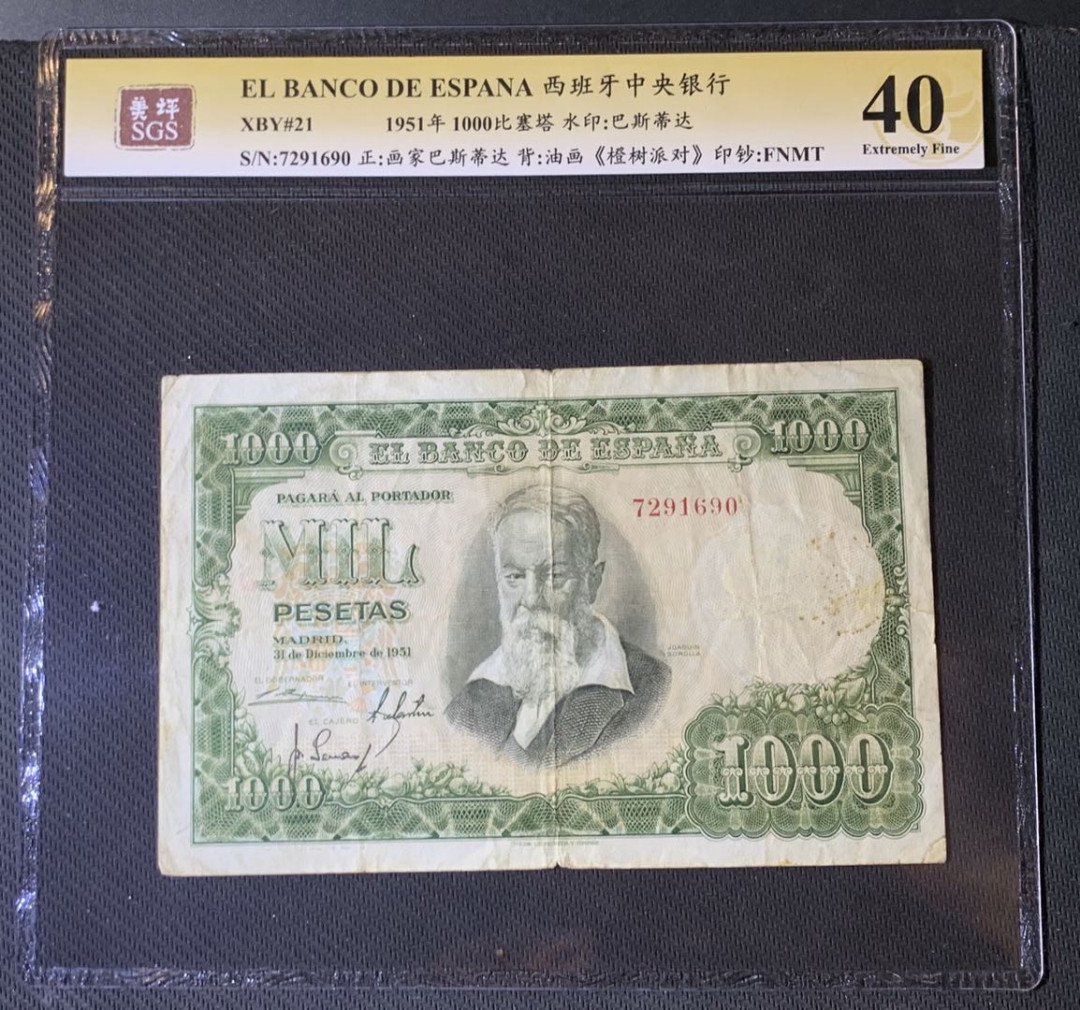 美评
SGS
EL BANCO DE ESPANA 西班牙中央银行
XBY#21 1951年 1000比塞塔 水印:巴斯蒂达
S/N:7291690 正:画家巴斯蒂达 背:油画《橙树派对》印钞:FNMT
40
Extremely Fine
1000 EL BANCO DE ESPAÑA 1000
PAGARÁ AL PORTADOR
7291690
MIL
PESETAS
MADRID,
31 de Diciembre de 1951
JOAQUIN
SOROLLA
EL GOBERNADOR
EL INTERVENTOR
EL CAJERO
1000
1000